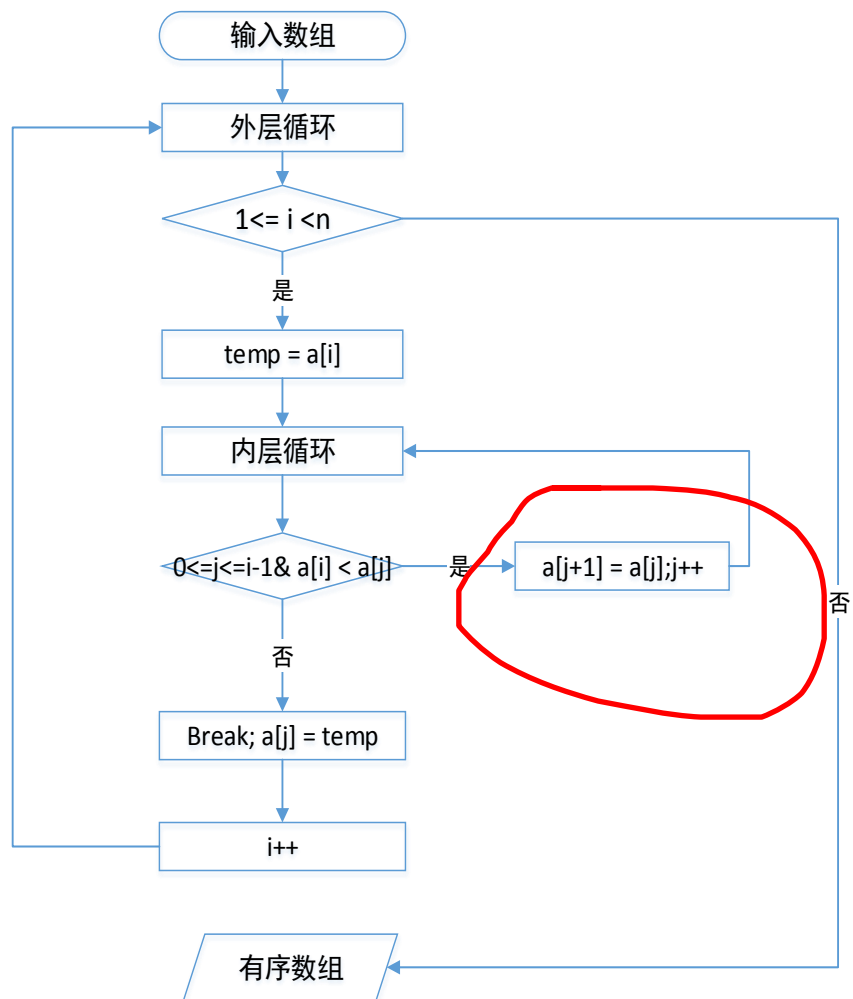 输入数组
外层循环
1<= i <n
是
temp = a[i]
内层循环
0<=j<=i-1& a[i] < a[j]
是
a[j+1] = a[j];j++
否
否
Break; a[j] = temp
i++
有序数组